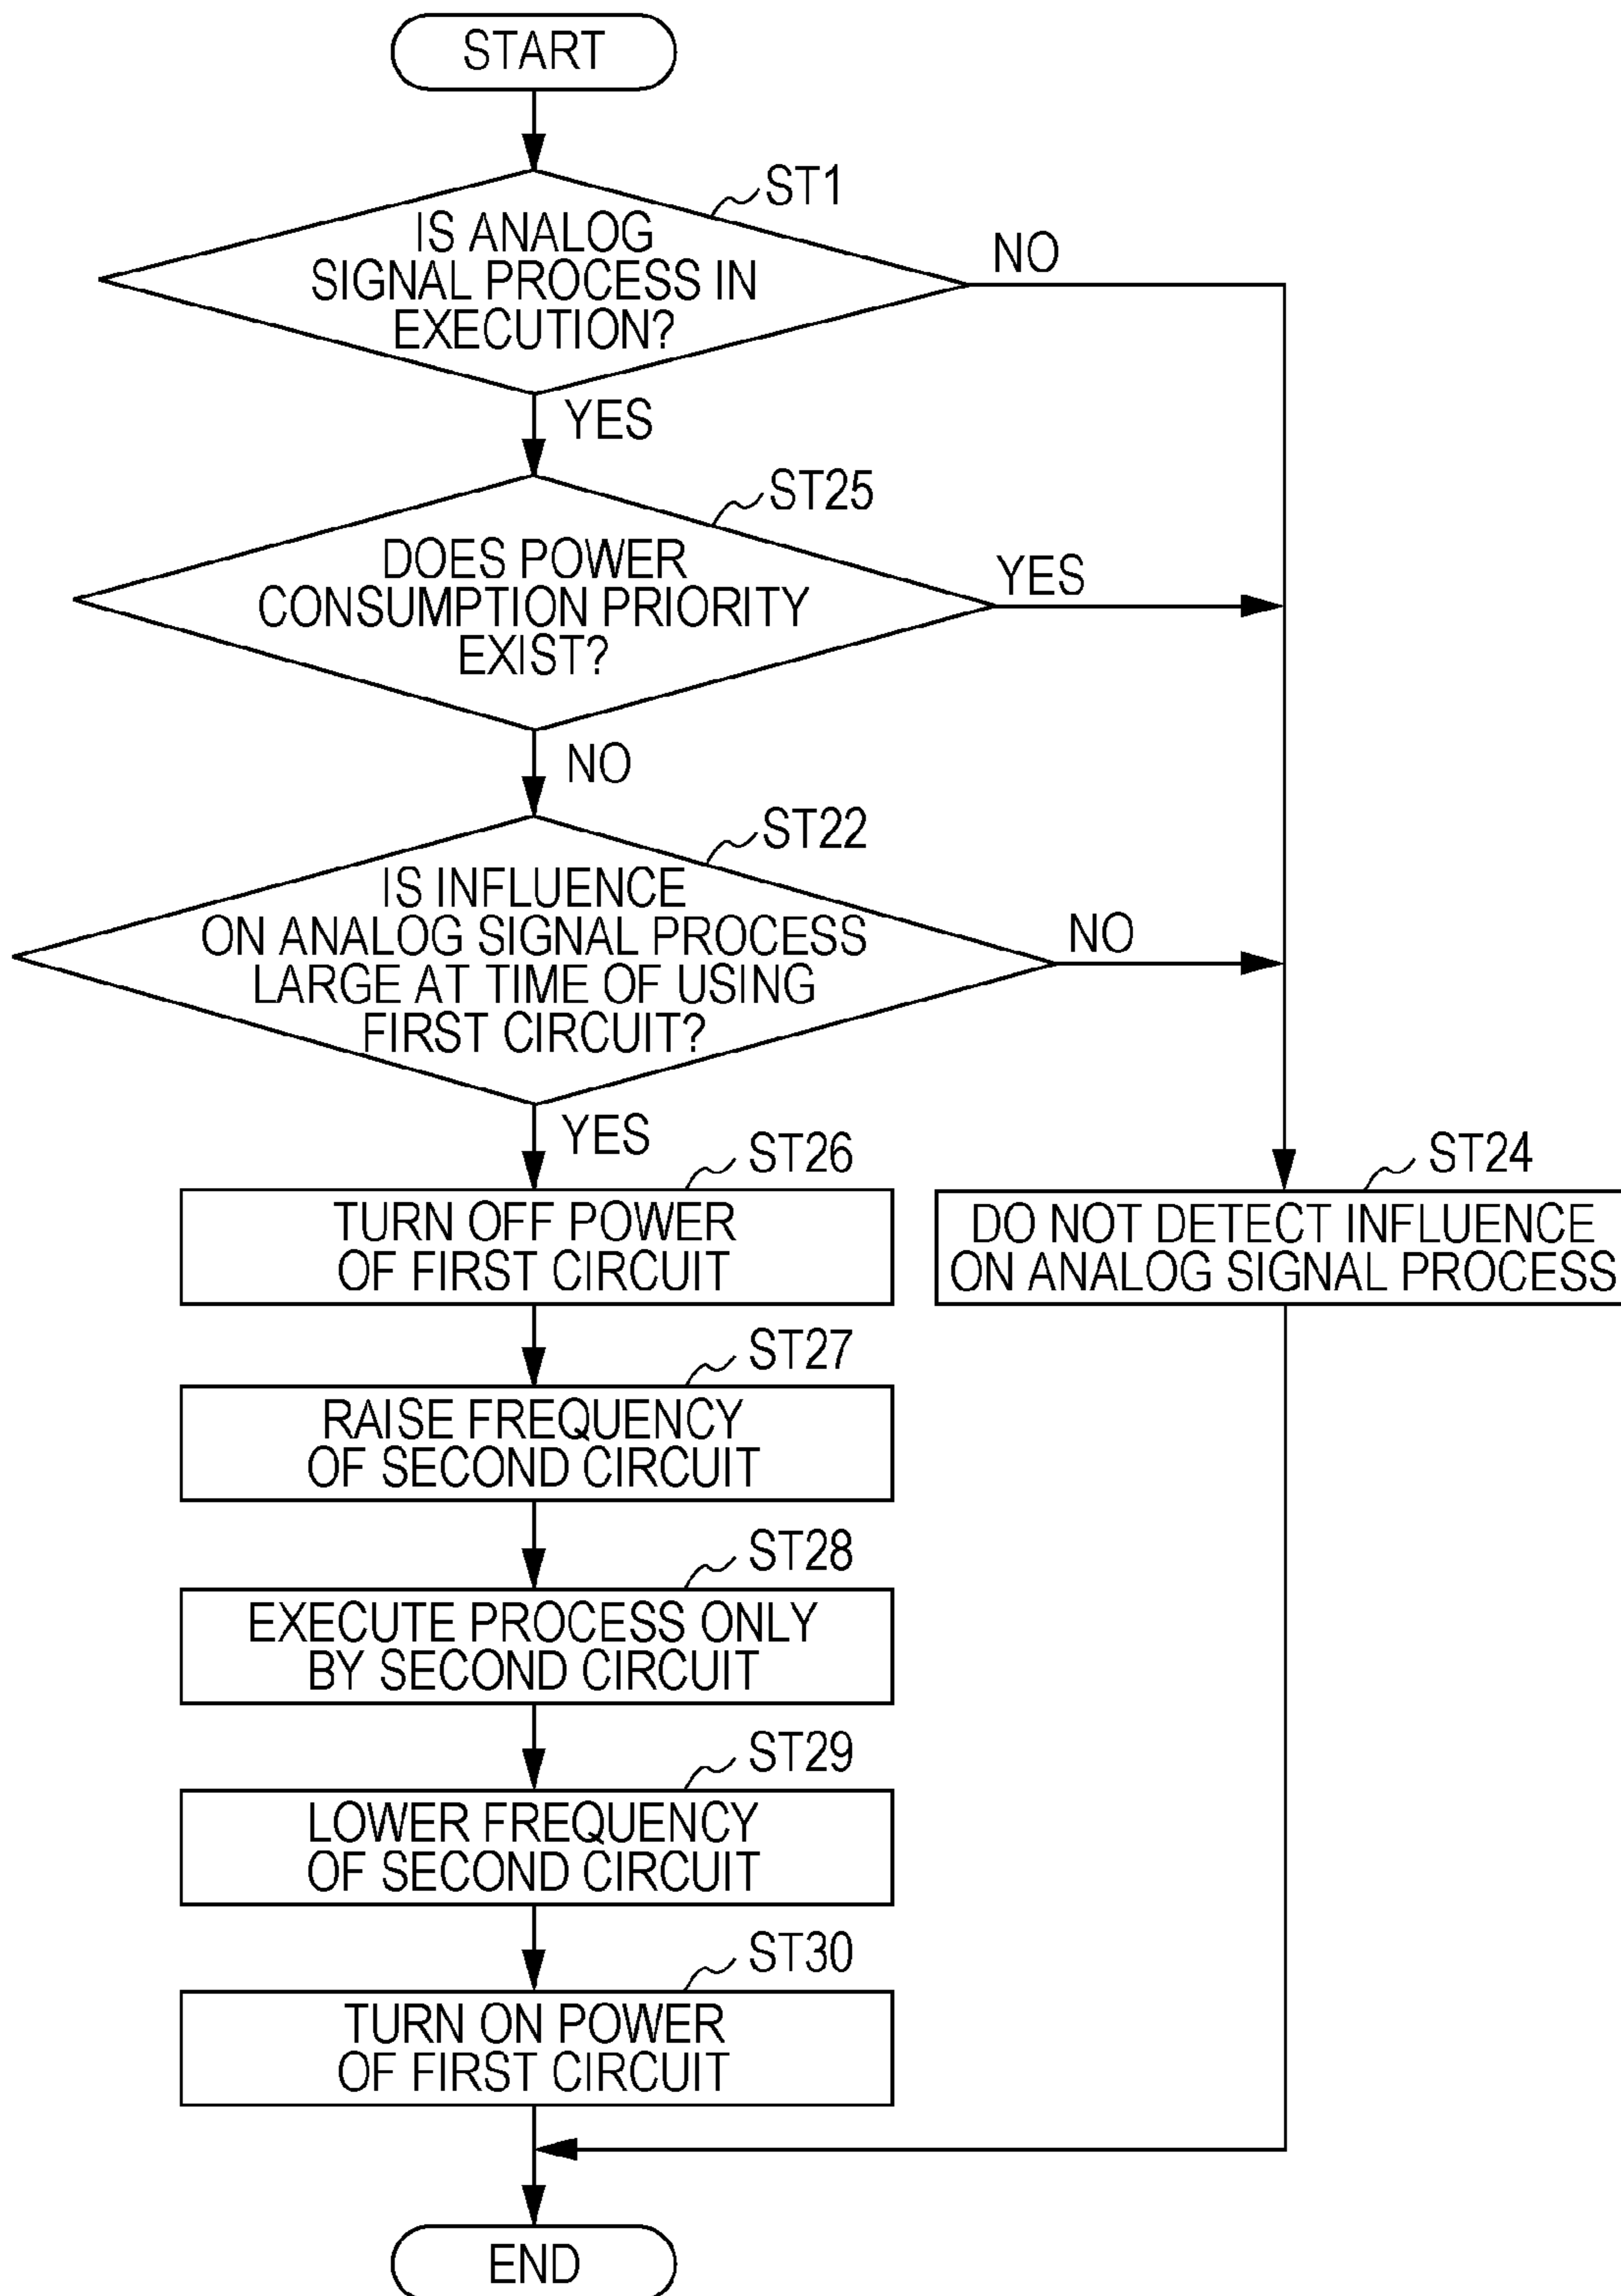 START
ST1
IS ANALOG
SIGNAL PROCESS IN
EXECUTION?
NO
YES
ST25
DOES POWER
CONSUMPTION PRIORITY
EXIST?
YES
NO
ST22
IS INFLUENCE
ON ANALOG SIGNAL PROCESS
LARGE AT TIME OF USING
FIRST CIRCUIT?
NO
YES
ST26
TURN OFF POWER
OF FIRST CIRCUIT
ST24
DO NOT DETECT INFLUENCE
ON ANALOG SIGNAL PROCESS
ST27
RAISE FREQUENCY
OF SECOND CIRCUIT
ST28
EXECUTE PROCESS ONLY
BY SECOND CIRCUIT
ST29
LOWER FREQUENCY
OF SECOND CIRCUIT
ST30
TURN ON POWER
OF FIRST CIRCUIT
END